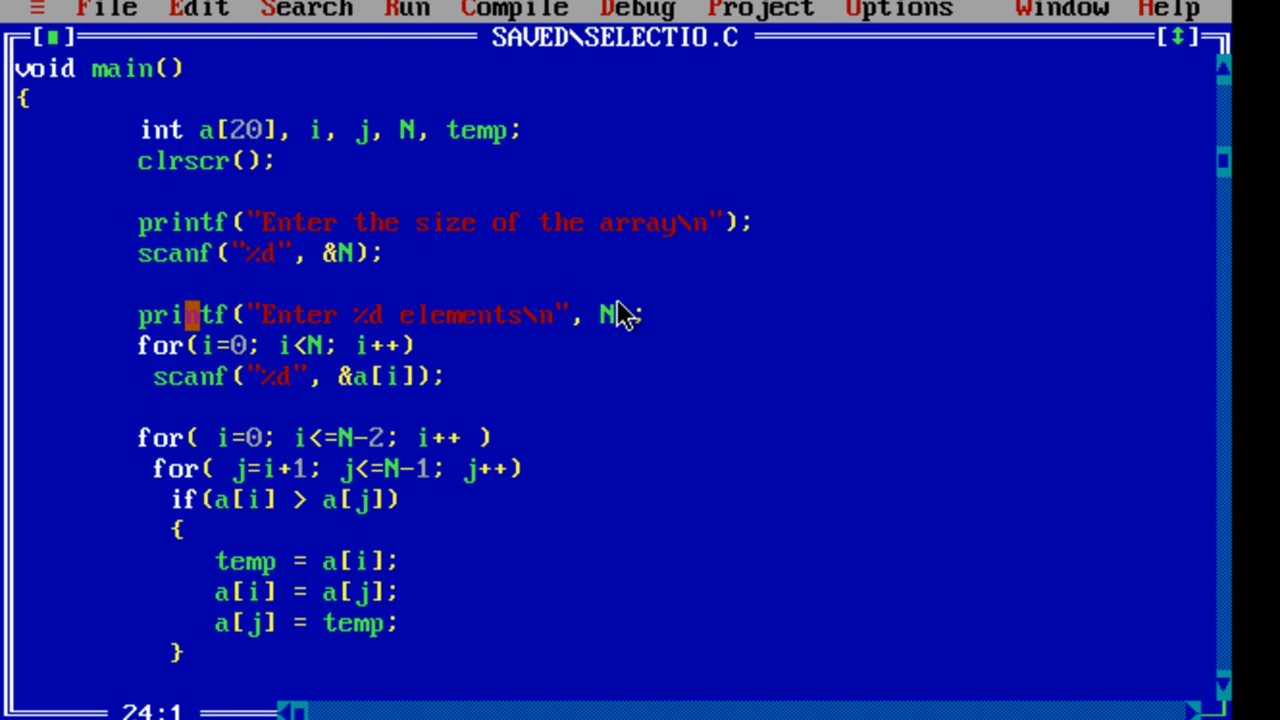 ≡ File Edit Search Run Compile Debug Project Options Window Help
[■] SAVED\SELECTIO.C [↕]
void main()
{
int a[20], i, j, N, temp;
clrscr();
printf("Enter the size of the array\n");
scanf("%d", &N);
printf("Enter %d elements\n", N);
for(i=0; i<N; i++)
scanf("%d", &a[i]);
for( i=0; i<=N-2; i++ )
for( j=i+1; j<=N-1; j++)
if(a[i] > a[j])
{
temp = a[i];
a[i] = a[j];
a[j] = temp;
}
24:1